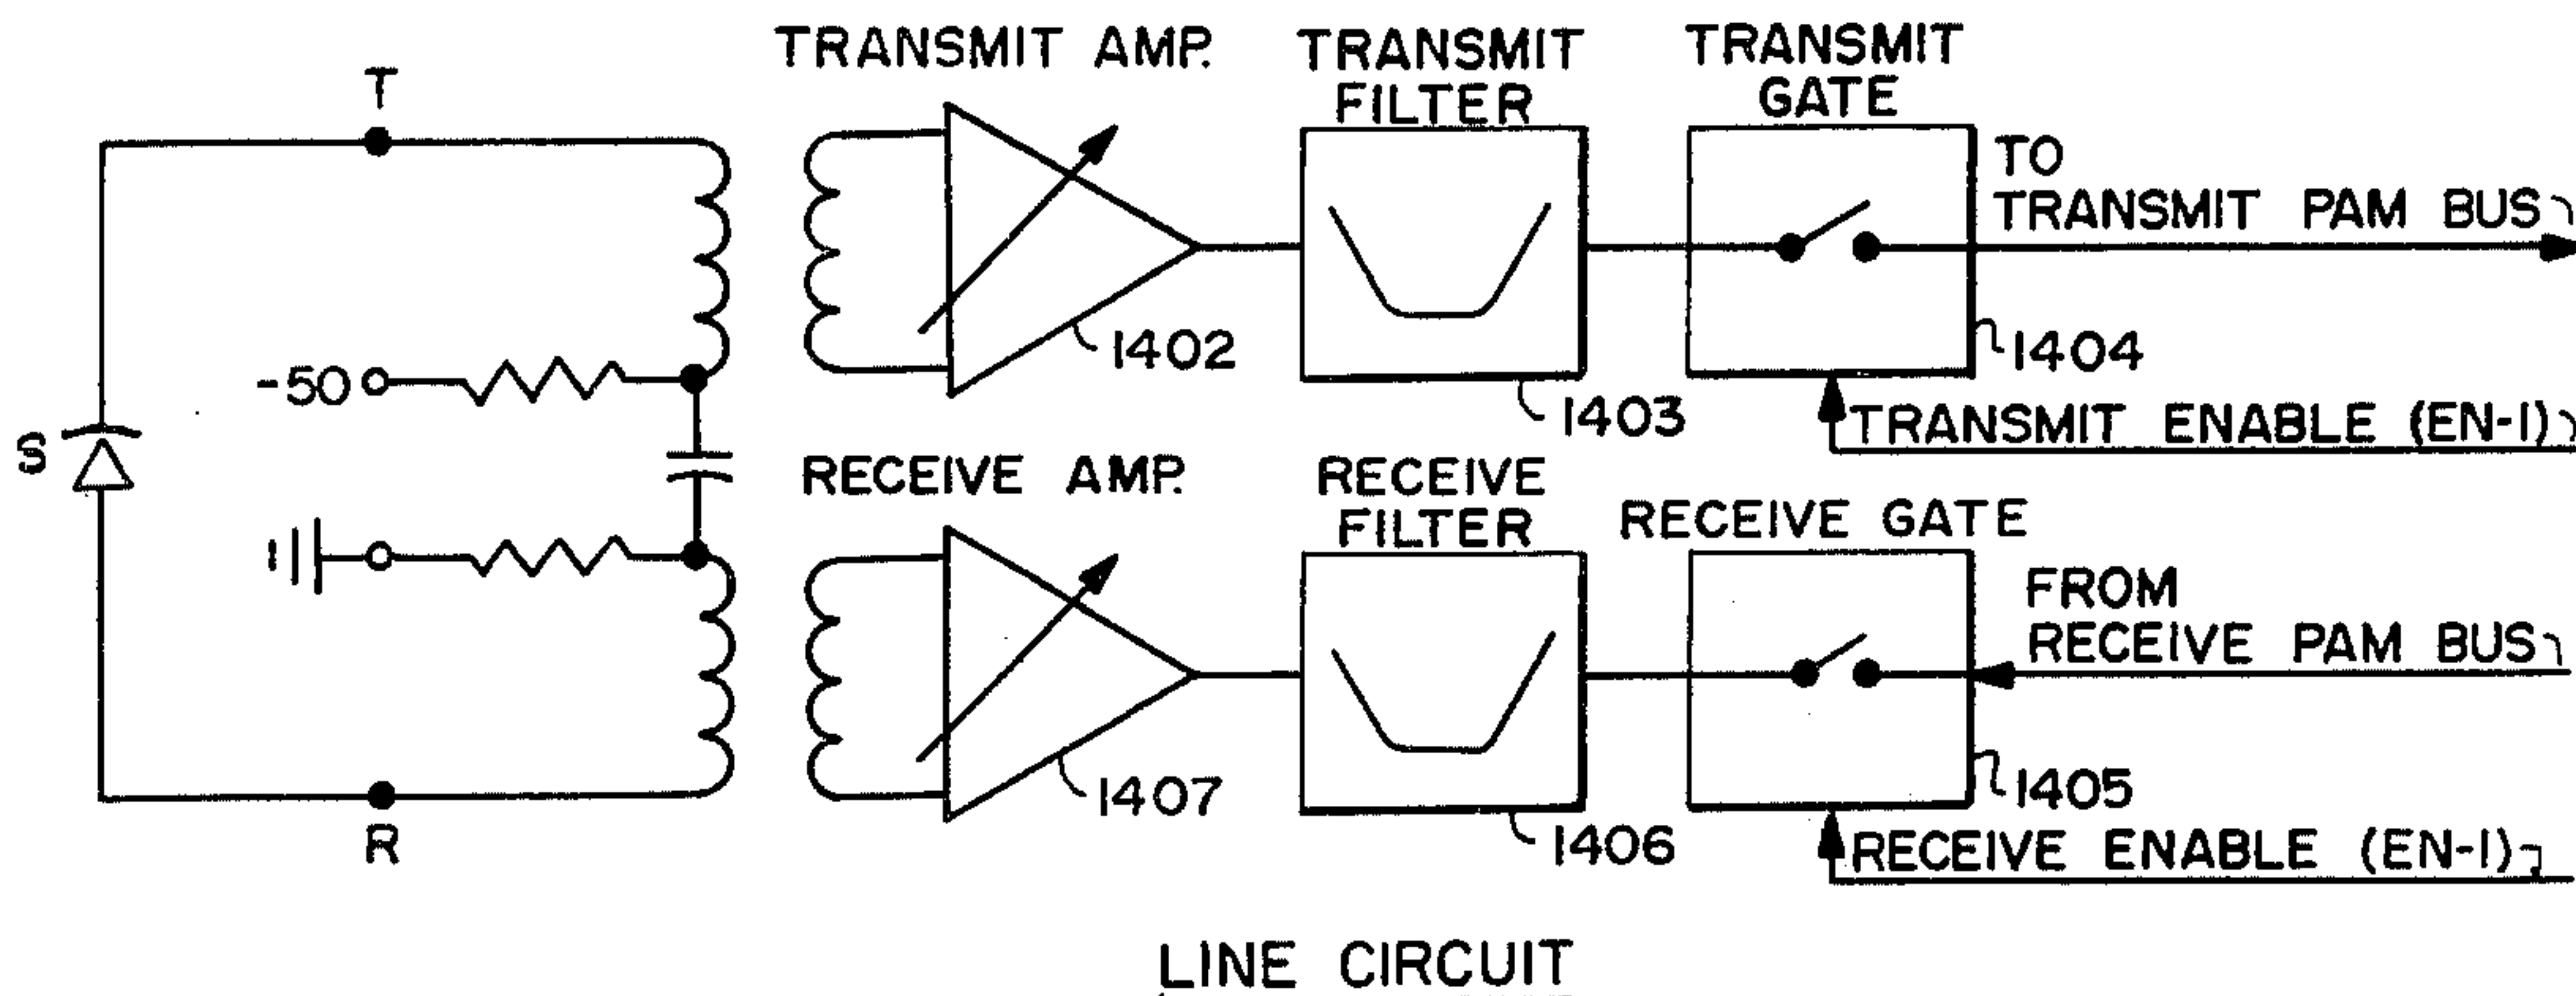 T
TRANSMIT AMP.
TRANSMIT
FILTER
TRANSMIT
GATE
TO
TRANSMIT PAM BUS
1402
1403
1404
-50
TRANSMIT ENABLE (EN-1)
S
RECEIVE AMP.
RECEIVE
FILTER
RECEIVE GATE
FROM
RECEIVE PAM BUS
1407
1406
1405
R
RECEIVE ENABLE (EN-1)
LINE CIRCUIT